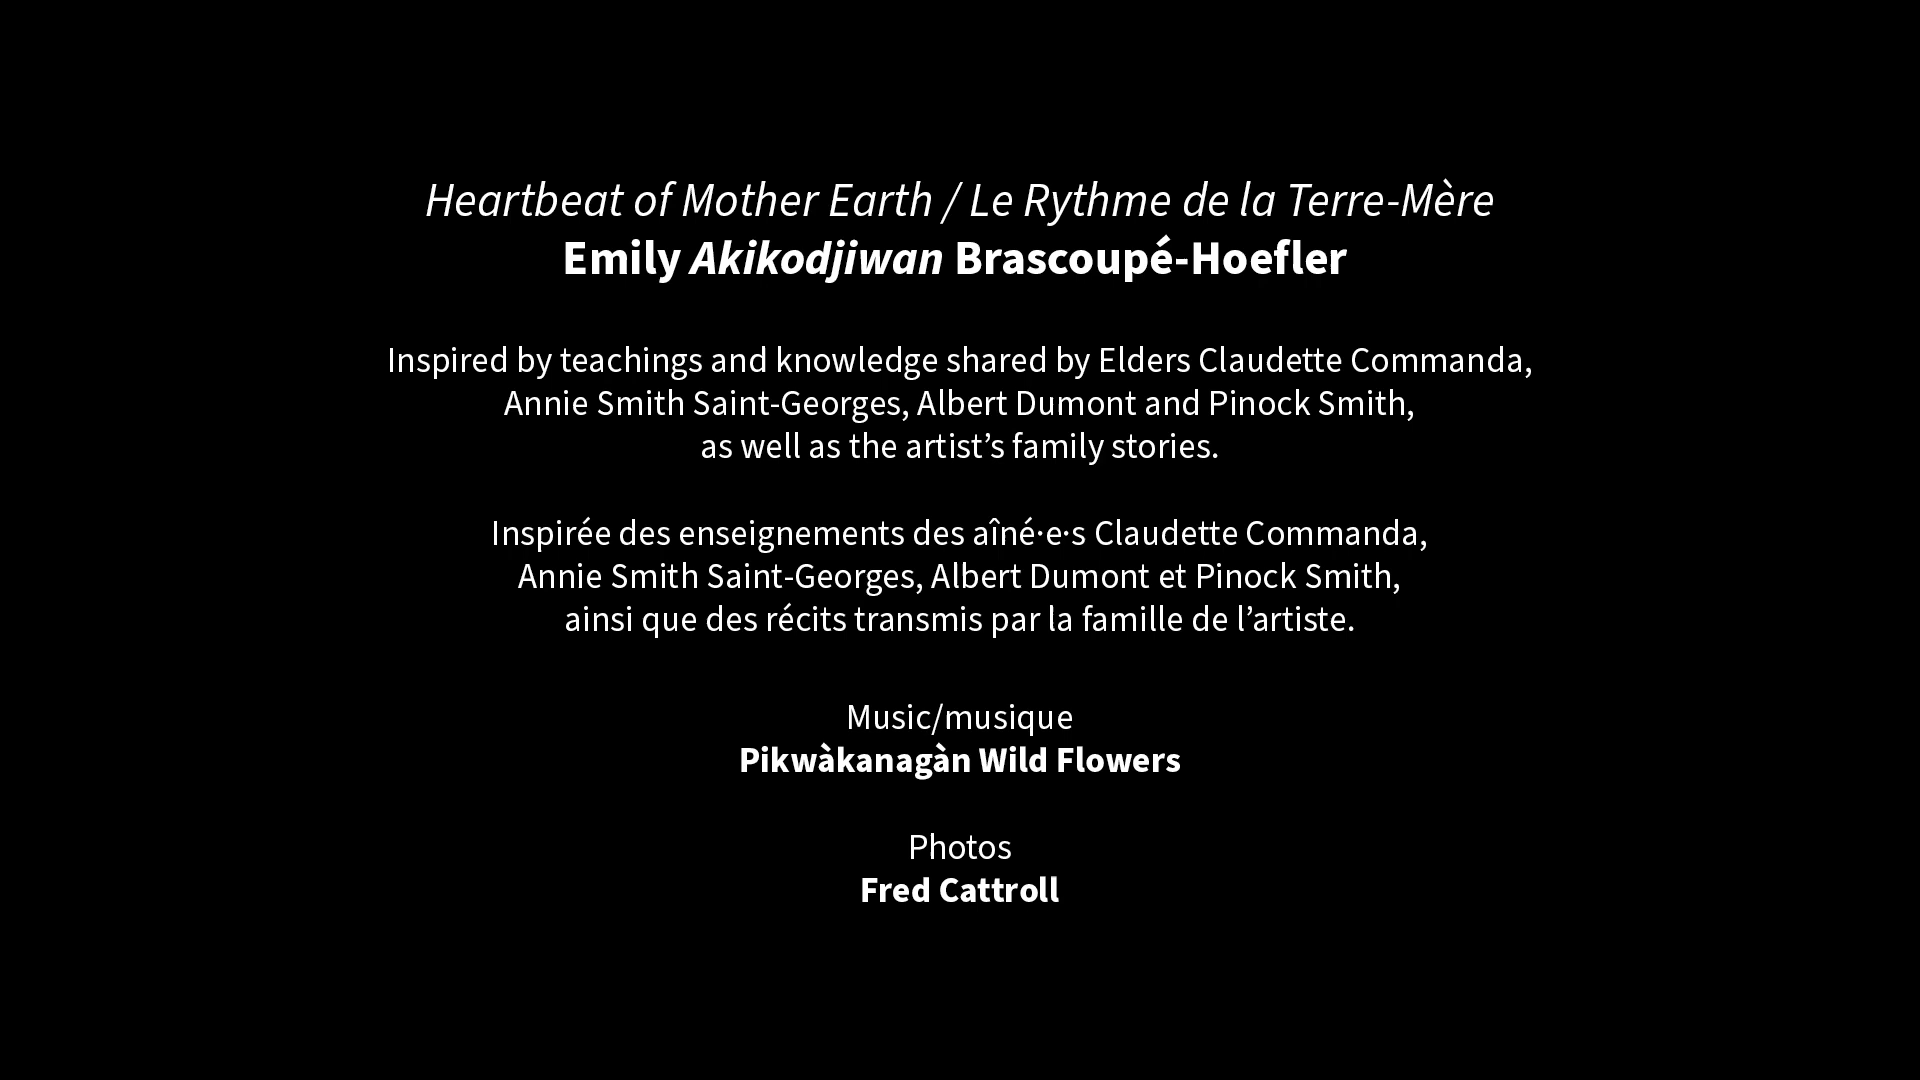 Heartbeat of Mother Earth / Le Rythme de la Terre-Mère
Emily Akikodjiwan Brascoupé-Hoefler
Inspired by teachings and knowledge shared by Elders Claudette Commanda,
Annie Smith Saint-Georges, Albert Dumont and Pinock Smith,
as well as the artist’s family stories.
Inspirée des enseignements des aîné·e·s Claudette Commanda,
Annie Smith Saint-Georges, Albert Dumont et Pinock Smith,
ainsi que des récits transmis par la famille de l’artiste.
Music/musique
Pikwàkanagàn Wild Flowers
Photos
Fred Cattroll